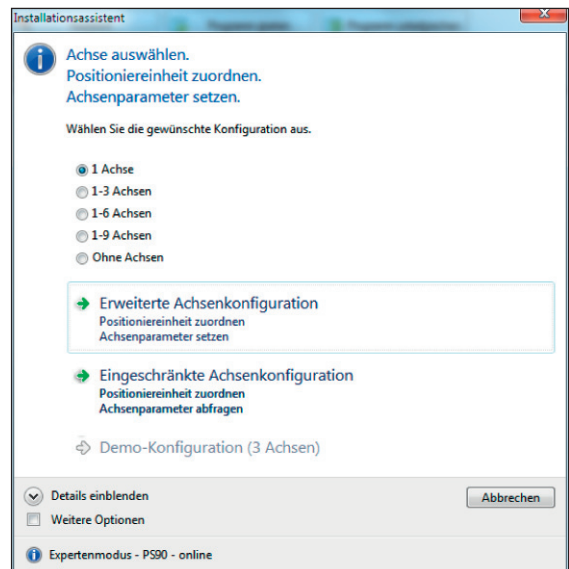 Installationsassistent
Achse auswählen.
Positioniereinheit zuordnen.
Achsenparameter setzen.
Wählen Sie die gewünschte Konfiguration aus.
1 Achse
1-3 Achsen
1-6 Achsen
1-9 Achsen
Ohne Achsen
Erweiterte Achsenkonfiguration
Positioniereinheit zuordnen
Achsenparameter setzen
Eingeschränkte Achsenkonfiguration
Positioniereinheit zuordnen
Achsenparameter abfragen
Demo-Konfiguration (3 Achsen)
Details einblenden
Abbrechen
Weitere Optionen
Expertenmodus - PS90 - online